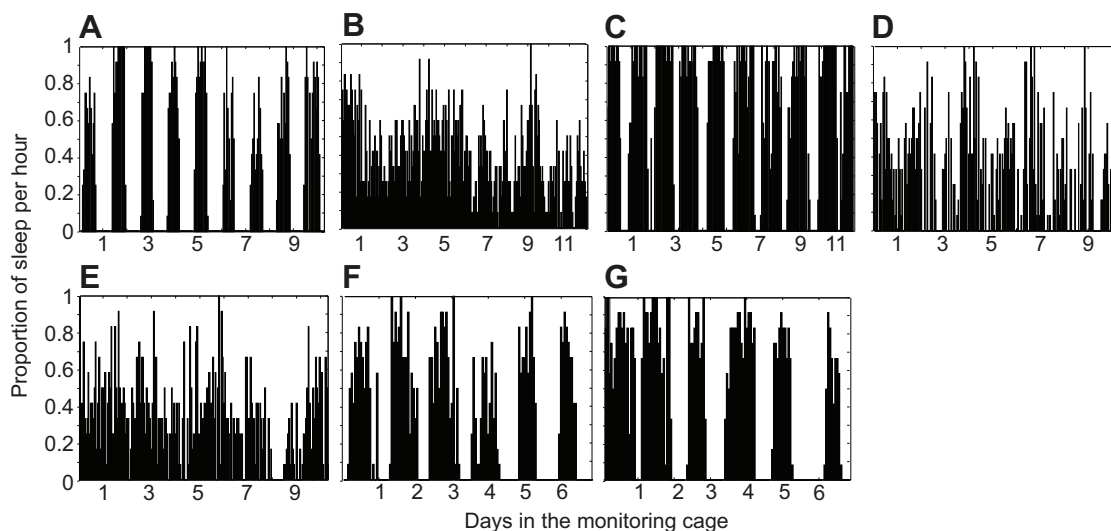 A B C D
Proportion of sleep per hour
1
0.8
0.6
0.4
0.2
0
1 3 5 7 9
1 3 5 7 9 11
1 3 5 7 9 11
1 3 5 7 9
E F G
1
0.8
0.6
0.4
0.2
0
1 3 5 7 9
1 2 3 4 5 6
1 2 3 4 5 6
Days in the monitoring cage